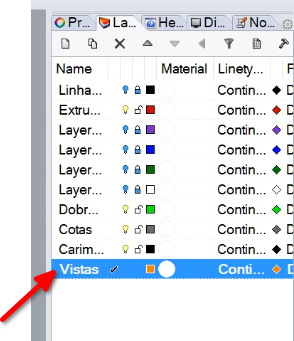 Pr... La... He... Di... No...
Name Material Linety... F
Linha... Contin... D
Extru... Contin... D
Layer... Contin... D
Layer... Contin... D
Layer... Contin... D
Layer... Contin... D
Dobr... Contin... D
Cotas Contin... D
Carim... Contin... D
Vistas Conti... D